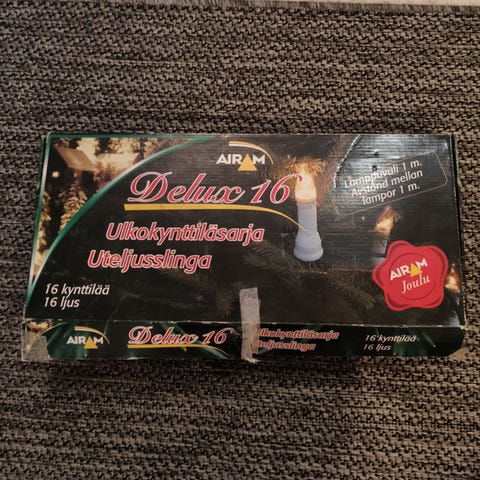 AIRAM
Delux 16
Ulkokynttiläsarja
Uteljusslinga
16 kynttilää
16 ljus
Lamppuväli 1 m.
Avstånd mellan
lampor 1 m.
AIRAM
Joulu
AIRAM
Delux 16
Ulkokynttiläsarja
Uteljusslinga
16 kynttilää
16 ljus